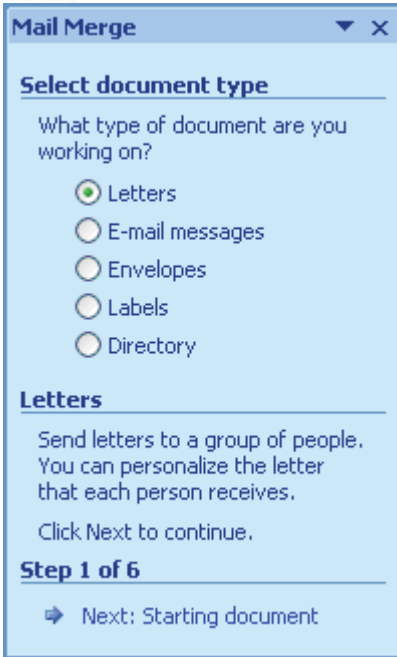 Mail Merge
Select document type
What type of document are you
working on?
Letters
E-mail messages
Envelopes
Labels
Directory
Letters
Send letters to a group of people.
You can personalize the letter
that each person receives.
Click Next to continue.
Step 1 of 6
Next: Starting document